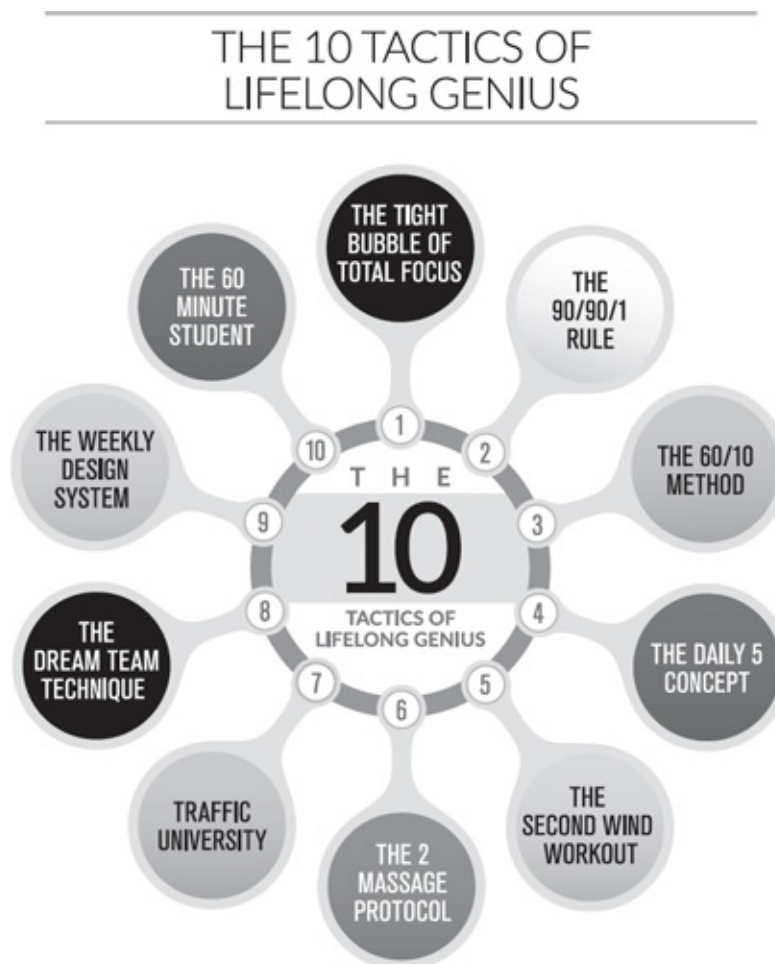 THE 10 TACTICS OF
LIFELONG GENIUS
THE TIGHT
BUBBLE OF
TOTAL FOCUS
THE
90/90/1
RULE
THE 60/10
METHOD
THE DAILY 5
CONCEPT
THE
SECOND WIND
WORKOUT
THE 2
MASSAGE
PROTOCOL
TRAFFIC
UNIVERSITY
THE
DREAM TEAM
TECHNIQUE
THE WEEKLY
DESIGN
SYSTEM
THE 60
MINUTE
STUDENT
1
2
3
4
5
6
7
8
9
10
THE
10
TACTICS OF
LIFELONG GENIUS